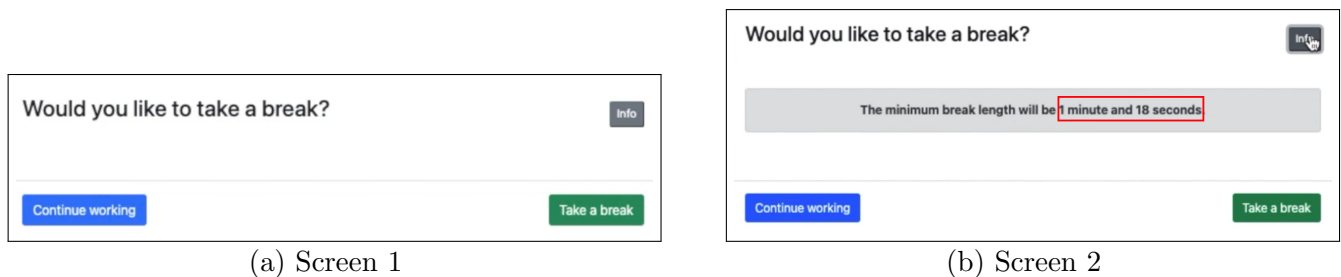 Would you like to take a break?
Info
Continue working
Take a break
(a) Screen 1
Would you like to take a break?
The minimum break length will be 1 minute and 18 seconds
Continue working
Take a break
(b) Screen 2